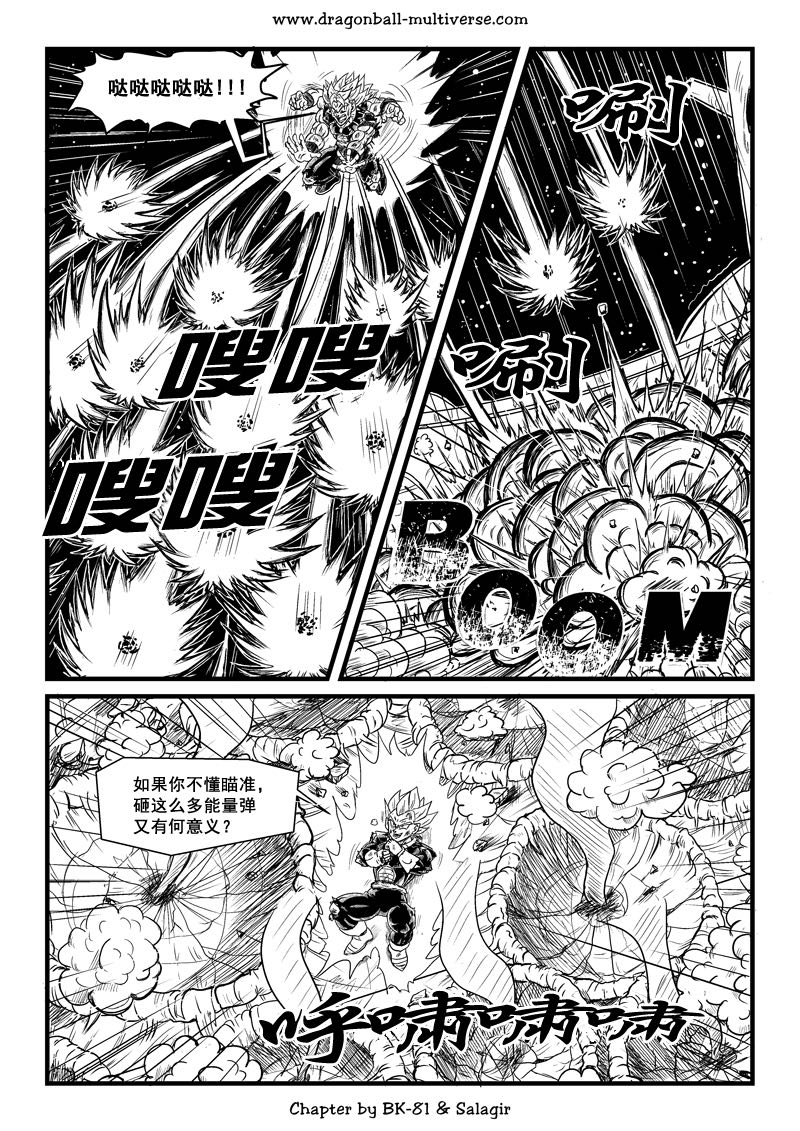 www.dragonball-multiverse.com
哒哒哒哒哒!!!
嗖嗖
嗖嗖
唰
唰
BOOM
如果你不懂瞄准，
砸这么多能量弹
又有何意义？
呼啸啸啸
Chapter by BK-81 & Salagir